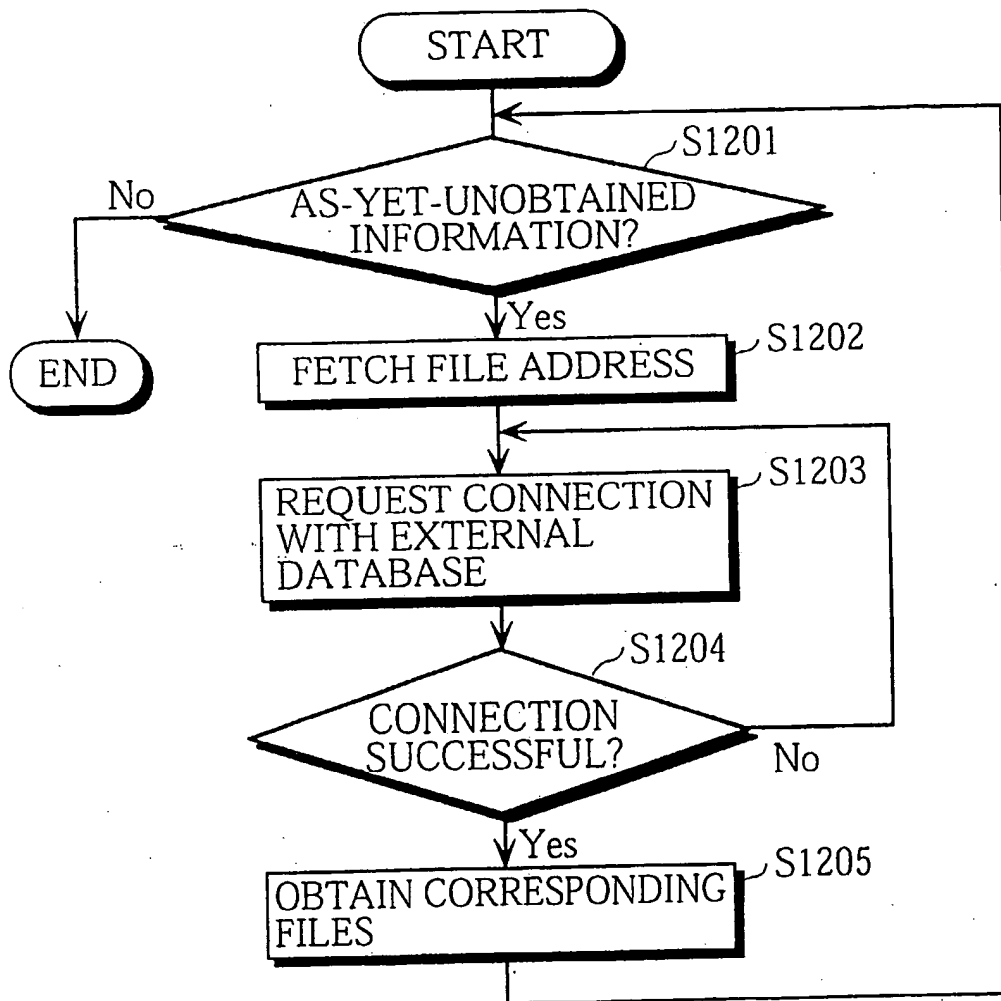 START
S1201
No
AS-YET-UNOBTAINED
INFORMATION?
Yes
END
S1202
FETCH FILE ADDRESS
S1203
REQUEST CONNECTION
WITH EXTERNAL
DATABASE
S1204
CONNECTION
SUCCESSFUL?
No
Yes
S1205
OBTAIN CORRESPONDING
FILES